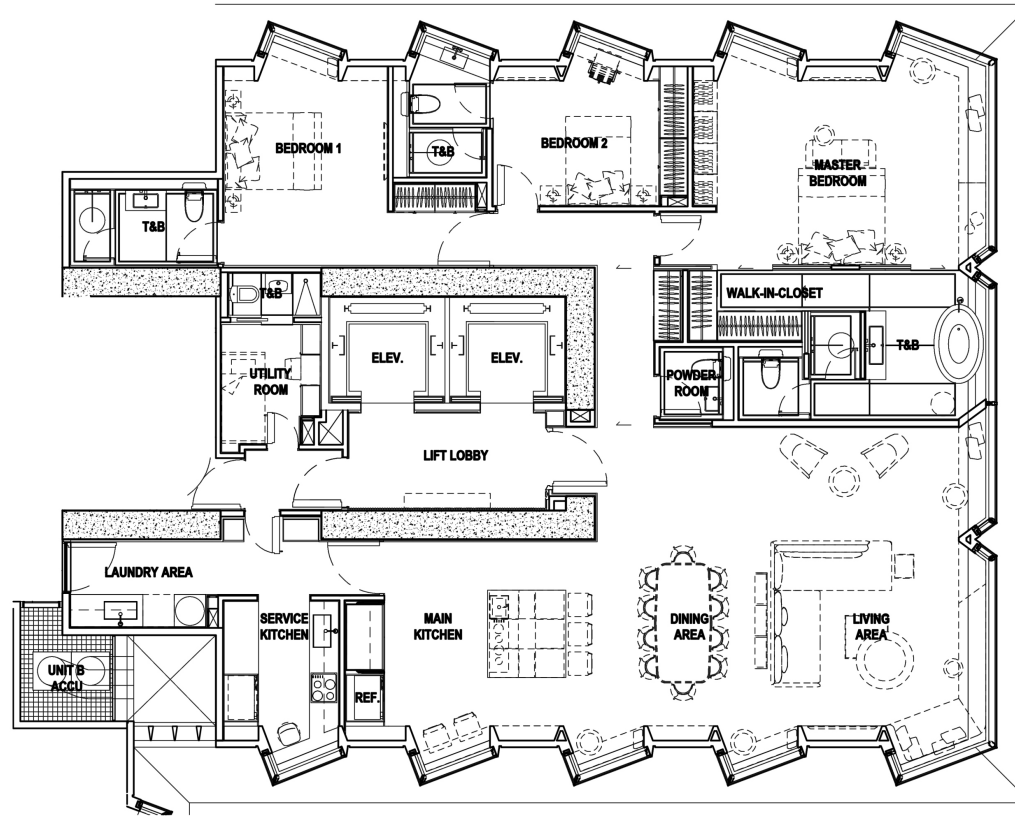 BEDROOM 1
T&B
BEDROOM 2
MASTER
BEDROOM
T&B
T&B
WALK-IN-CLOSET
T&B
ELEV.
ELEV.
UTILITY
ROOM
POWDER
ROOM
LIFT LOBBY
LAUNDRY AREA
SERVICE
KITCHEN
MAIN
KITCHEN
DINING
AREA
LIVING
AREA
UNIT B
ACCU
REF.